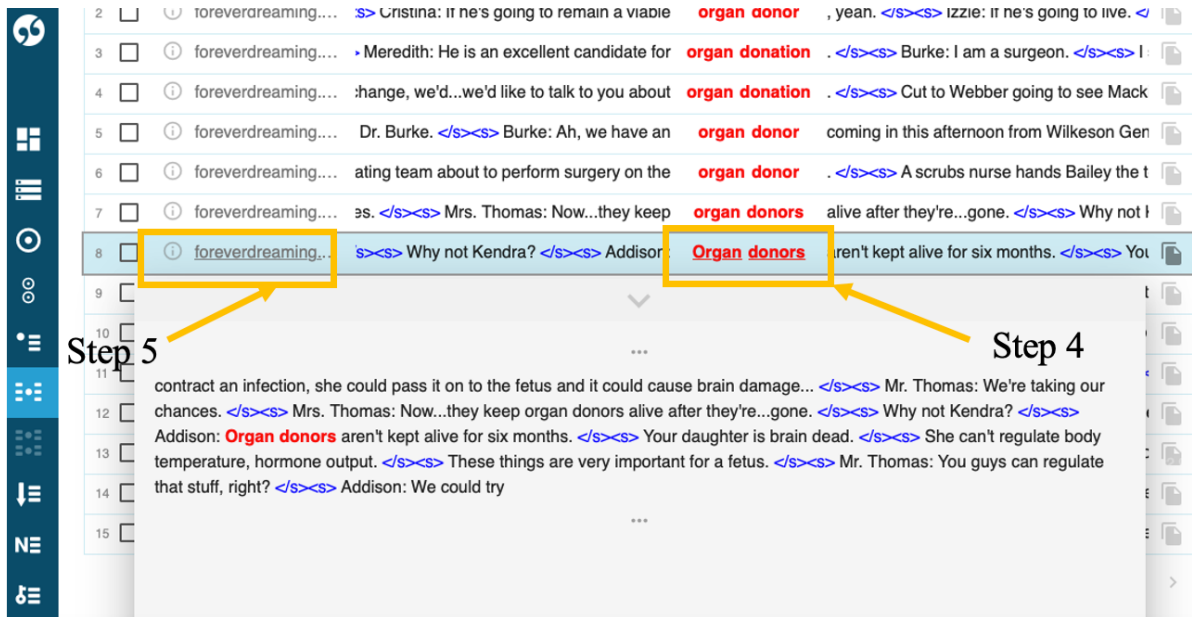 2 foreverdreaming.... <s> Cristina: If he's going to remain a viable organ donor , yean. </s><s> Izzie: If he's going to live. </
3 foreverdreaming.... Meredith: He is an excellent candidate for organ donation . </s><s> Burke: I am a surgeon. </s><s> I
4 foreverdreaming.... change, we'd...we'd like to talk to you about organ donation . </s><s> Cut to Webber going to see Mack
5 foreverdreaming.... Dr. Burke. </s><s> Burke: Ah, we have an organ donor coming in this afternoon from Wilkeson Gen
6 foreverdreaming.... ating team about to perform surgery on the organ donor . </s><s> A scrubs nurse hands Bailey the t
7 foreverdreaming.... es. </s><s> Mrs. Thomas: Now...they keep organ donors alive after they're...gone. </s><s> Why not
8 foreverdreaming.... /s><s> Why not Kendra? </s><s> Addison: Organ donors aren't kept alive for six months. </s><s> You
9
10
Step 5
Step 4
11
12
13
14
15
...
contract an infection, she could pass it on to the fetus and it could cause brain damage... </s><s> Mr. Thomas: We're taking our
chances. </s><s> Mrs. Thomas: Now...they keep organ donors alive after they're...gone. </s><s> Why not Kendra? </s><s>
Addison: Organ donors aren't kept alive for six months. </s><s> Your daughter is brain dead. </s><s> She can't regulate body
temperature, hormone output. </s><s> These things are very important for a fetus. </s><s> Mr. Thomas: You guys can regulate
that stuff, right? </s><s> Addison: We could try
...